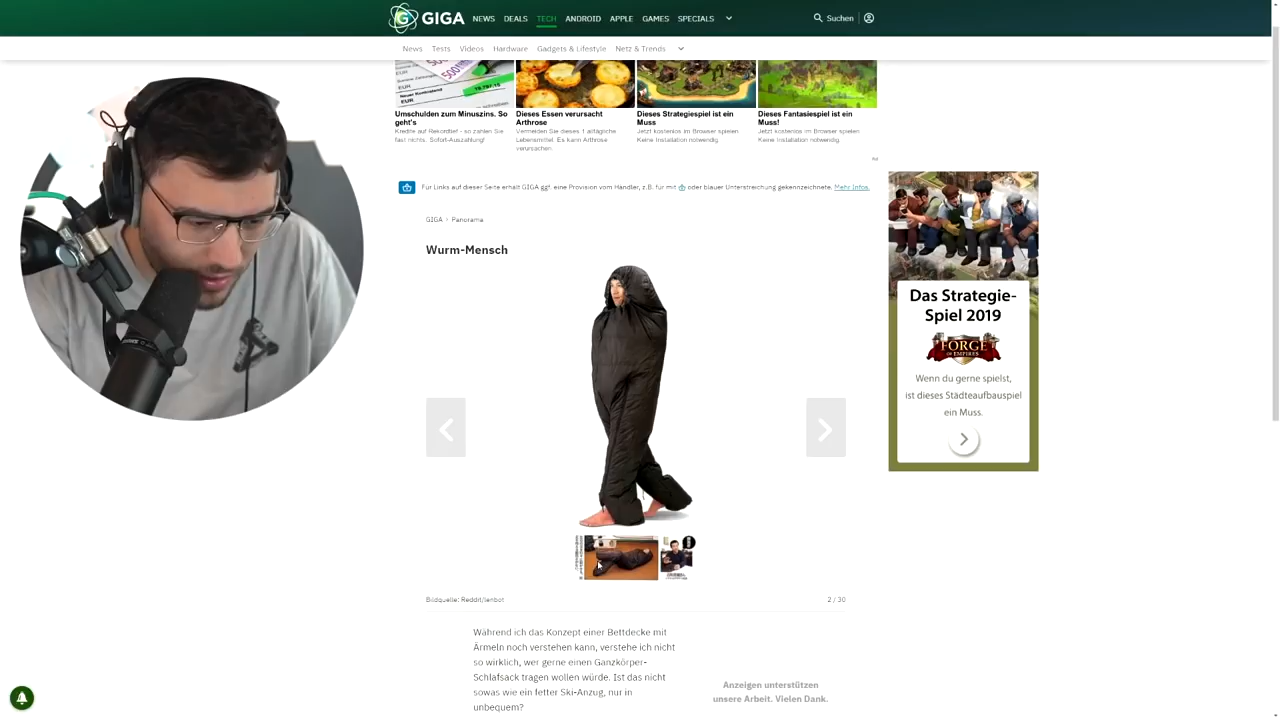 GIGA NEWS DEALS TECH ANDROID APPLE GAMES SPECIALS Suchen
News Tests Videos Hardware Gadgets & Lifestyle Netz & Trends
EUR
EUR
Umschulden zum Minuszins. So geht's
Kredite auf Rekordtief - so zahlen Sie
fast nichts. Sofort-Auszahlung!
Dieses Essen verursacht
Arthrose
Vermeiden Sie dieses 1 alltägliche
Lebensmittel. Es kann Arthrose
verursachen.
Dieses Strategiespiel ist ein
Muss
Jetzt kostenlos im Browser spielen.
Keine Installation notwendig.
Dieses Fantasiespiel ist ein
Muss!
Jetzt kostenlos im Browser spielen.
Keine Installation notwendig.
Für Links auf dieser Seite erhält GIGA ggf. eine Provision vom Händler, z.B. für mit oder blauer Unterstreichung gekennzeichnete. Mehr Infos.
GIGA › Panorama
Wurm-Mensch
Das Strategie-
Spiel 2019
FORGE
OF EMPIRES
Wenn du gerne spielst,
ist dieses Städteaufbauspiel
ein Muss.
Bildquelle: Reddit/lenbot
2 / 30
Während ich das Konzept einer Bettdecke mit
Ärmeln noch verstehen kann, verstehe ich nicht
so wirklich, wer gerne einen Ganzkörper-
Schlafsack tragen wollen würde. Ist das nicht
sowas wie ein fetter Ski-Anzug, nur in
unbequem?
Anzeigen unterstützen
unsere Arbeit. Vielen Dank.